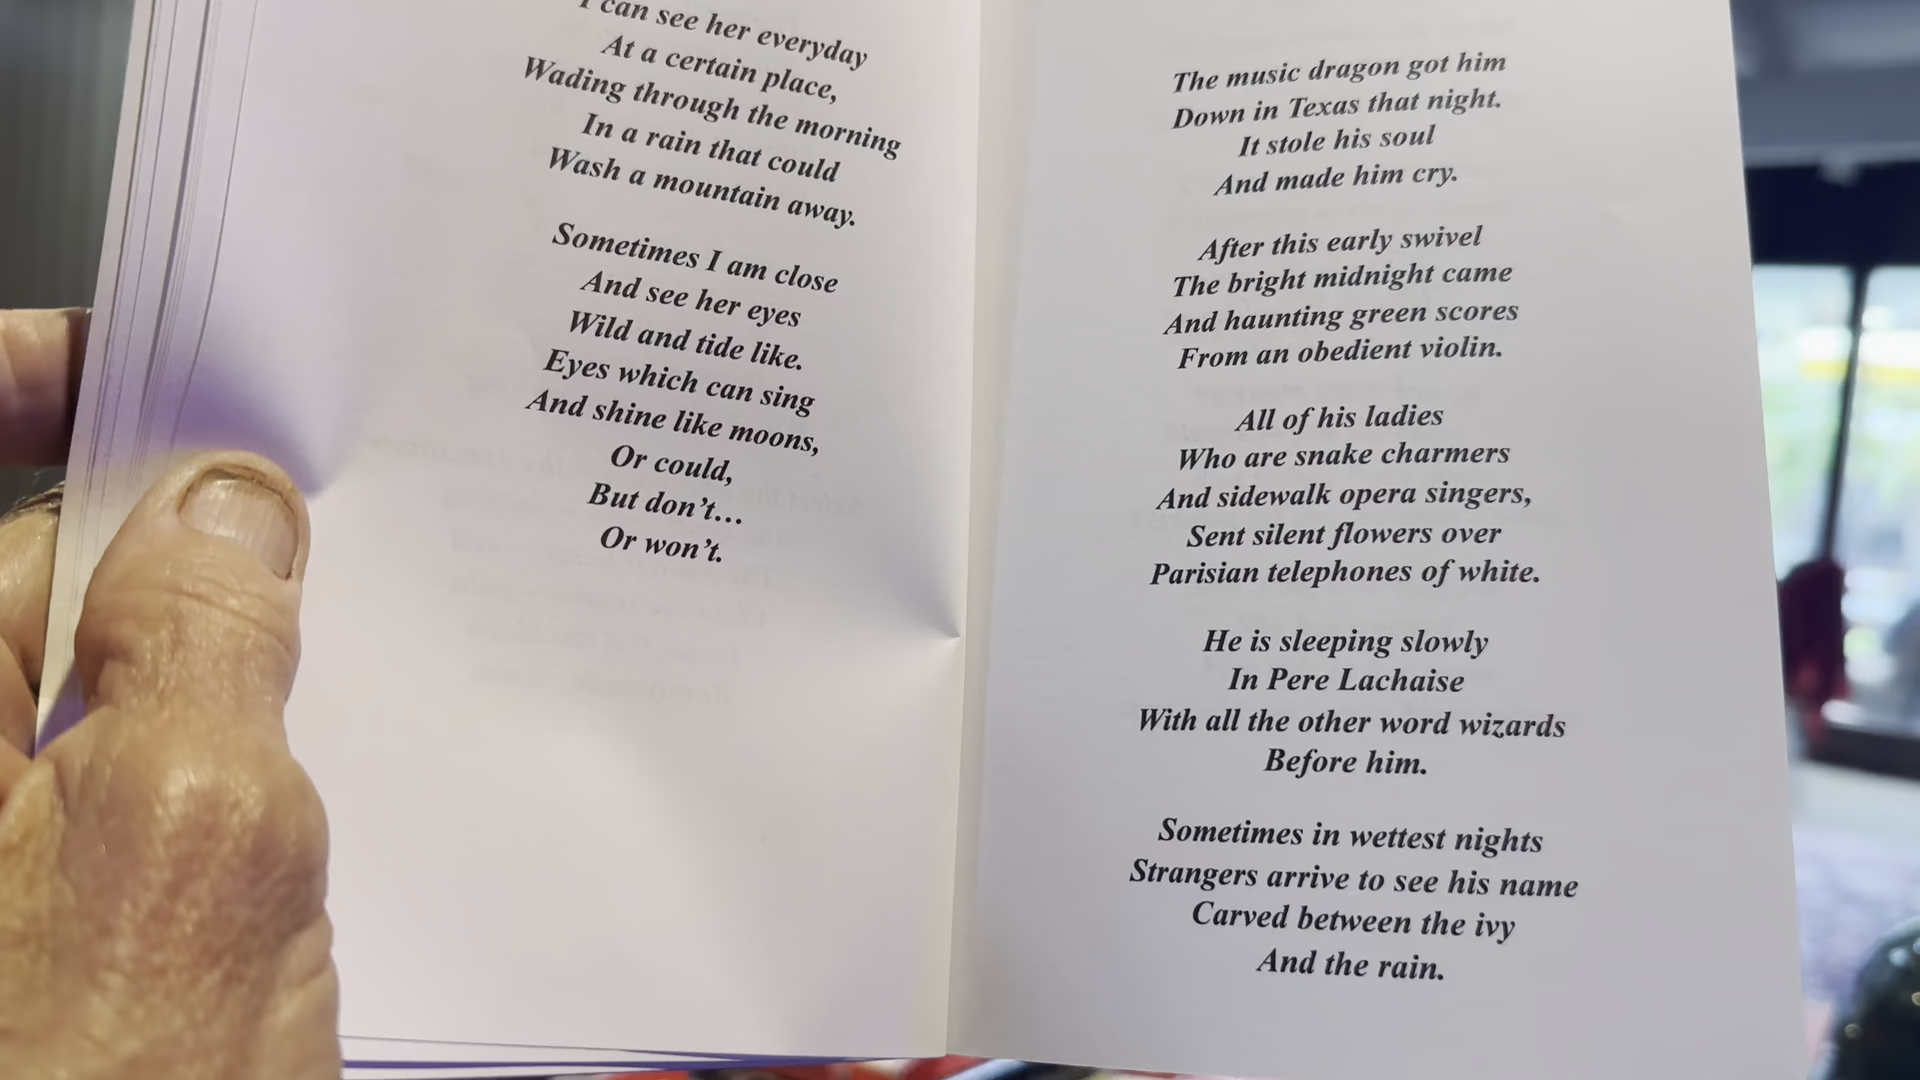 I can see her everyday
At a certain place,
Wading through the morning
In a rain that could
Wash a mountain away.
Sometimes I am close
And see her eyes
Wild and tide like.
Eyes which can sing
And shine like moons,
Or could,
But don't...
Or won't.
The music dragon got him
Down in Texas that night.
It stole his soul
And made him cry.
After this early swivel
The bright midnight came
And haunting green scores
From an obedient violin.
All of his ladies
Who are snake charmers
And sidewalk opera singers,
Sent silent flowers over
Parisian telephones of white.
He is sleeping slowly
In Pere Lachaise
With all the other word wizards
Before him.
Sometimes in wettest nights
Strangers arrive to see his name
Carved between the ivy
And the rain.